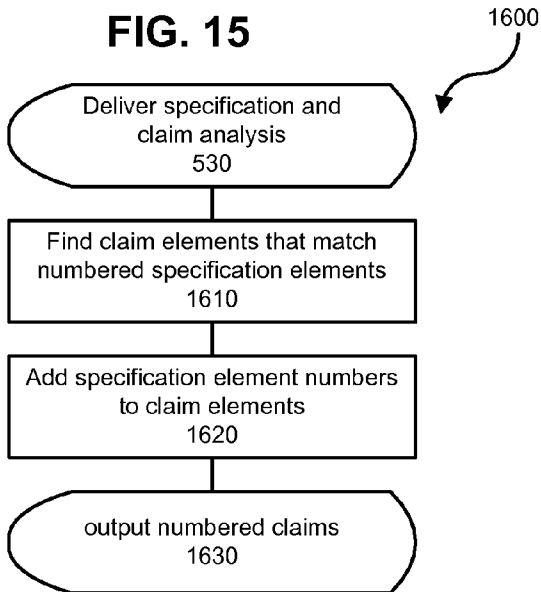 FIG. 15
1600
Deliver specification and
claim analysis
530
Find claim elements that match
numbered specification elements
1610
Add specification element numbers
to claim elements
1620
output numbered claims
1630